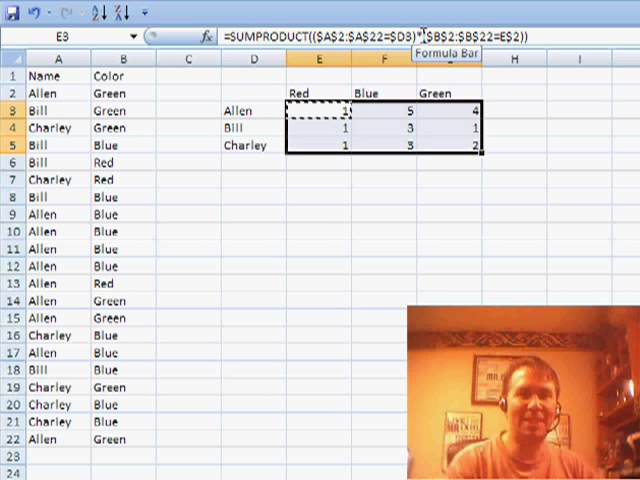 E3 fx =SUMPRODUCT(($A$2:$A$22=$D3)*($B$2:$B$22=E$2))
Formula Bar
A B C D E F G H I
1 Name Color
2 Allen Green Red Blue Green
3 Bill Green Allen 1 5 4
4 Charley Green Bill 1 3 1
5 Bill Blue Charley 1 3 2
6 Bill Red
7 Charley Red
8 Bill Blue
9 Allen Blue
10 Allen Blue
11 Allen Blue
12 Allen Blue
13 Allen Red
14 Allen Green
15 Allen Green
16 Charley Blue
17 Allen Blue
18 Bill Blue
19 Charley Green
20 Charley Blue
21 Charley Blue
22 Allen Green
23
24